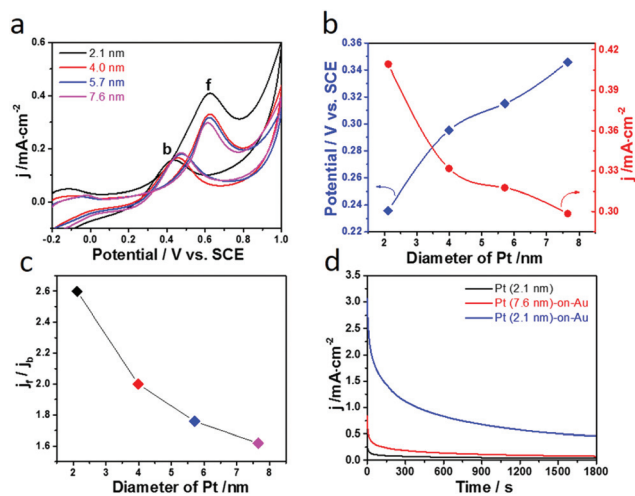 a
0.6
0.4
0.2
0.0
j /mA·cm⁻²
2.1 nm
4.0 nm
5.7 nm
7.6 nm
f
b
-0.2 0.0 0.2 0.4 0.6 0.8 1.0
Potential / V vs. SCE
b
0.36
0.34
0.32
0.30
0.28
0.26
0.24
0.22
Potential / V vs. SCE
0.42
0.39
0.36
0.33
0.30
j /mA·cm⁻²
2 3 4 5 6 7 8
Diameter of Pt /nm
c
2.6
2.4
2.2
2.0
1.8
1.6
jf / jb
2 3 4 5 6 7 8
Diameter of Pt /nm
d
3.5
3.0
2.5
2.0
1.5
1.0
0.5
0.0
j /mA·cm⁻²
Pt (2.1 nm)
Pt (7.6 nm)-on-Au
Pt (2.1 nm)-on-Au
0 300 600 900 1200 1500 1800
Time / s